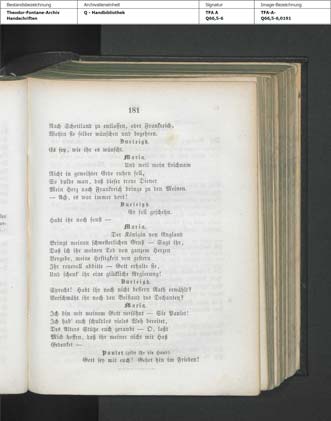 Bestandsbezeichnung
Archivalieneinheit
Signatur
Image-Bezeichnung
Theodor-Fontane-Archiv
Handschriften
Q - Handbibliothek
TFA A
Q66,5-6
TFA-A-
Q66,5-6,0191
181
Nach Schottland zu entlassen, oder Frankreich,
Wohin sie selber wünschen und begehren.
Burleigh.
Es sey, wie ihr es wünscht.
Maria.
Und weil mein Leichnam
Nicht in geweihter Erde ruhen soll,
So dulde man, daß dieser treue Diener
Mein Herz nach Frankreich bringe zu den Meinen.
— Ach, es war immer dort!
Burleigh.
Es soll geschehn.
Habt ihr noch sonst —
Maria.
Der Königin von England
Bringt meinen schwesterlichen Gruß — Sagt ihr,
Daß ich ihr meinen Tod von ganzem Herzen
Vergebe, meine Heftigkeit von gestern
Ihr reuevoll abbitte — Gott erhalte sie,
Und schenk' ihr eine glückliche Regierung!
Burleigh.
Sprecht! Habt ihr noch nicht bessern Rath erwählt?
Verschmäht ihr noch den Beistand des Dechanten?
Maria.
Ich bin mit meinem Gott versöhnt — Sir Paulet!
Ich hab' euch schuldlos vieles Weh bereitet,
Des Alters Stütze euch geraubt — O, laßt
Mich hoffen, daß ihr meiner nicht mit Haß
Gedenket —
Paulet (gibt ihr die Hand).
Gott sey mit euch! Gehet hin im Frieden!